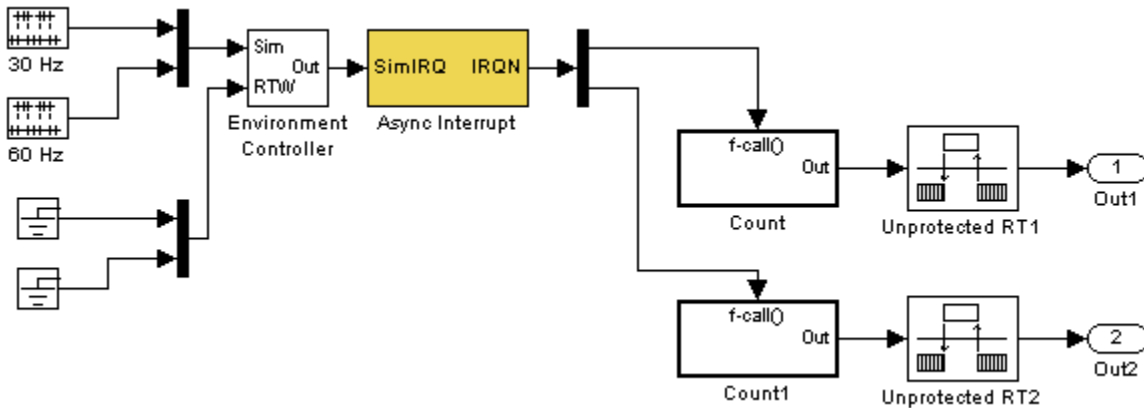 30 Hz
60 Hz
Sim
Out
RTW
Environment
Controller
SimIRQ IRQN
Async Interrupt
f-call()
Out
Count
Unprotected RT1
1
Out1
f-call()
Out
Count1
Unprotected RT2
2
Out2